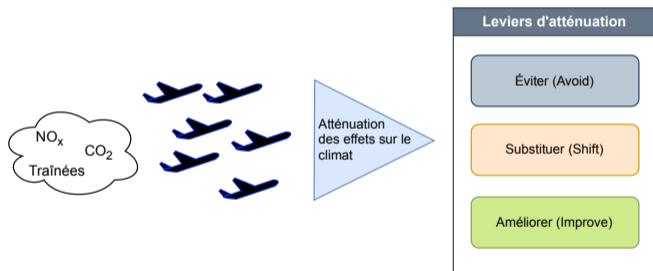 NOx
CO2
Traînées
Atténuation
des effets sur le
climat
Leviers d'atténuation
Éviter (Avoid)
Substituer (Shift)
Améliorer (Improve)